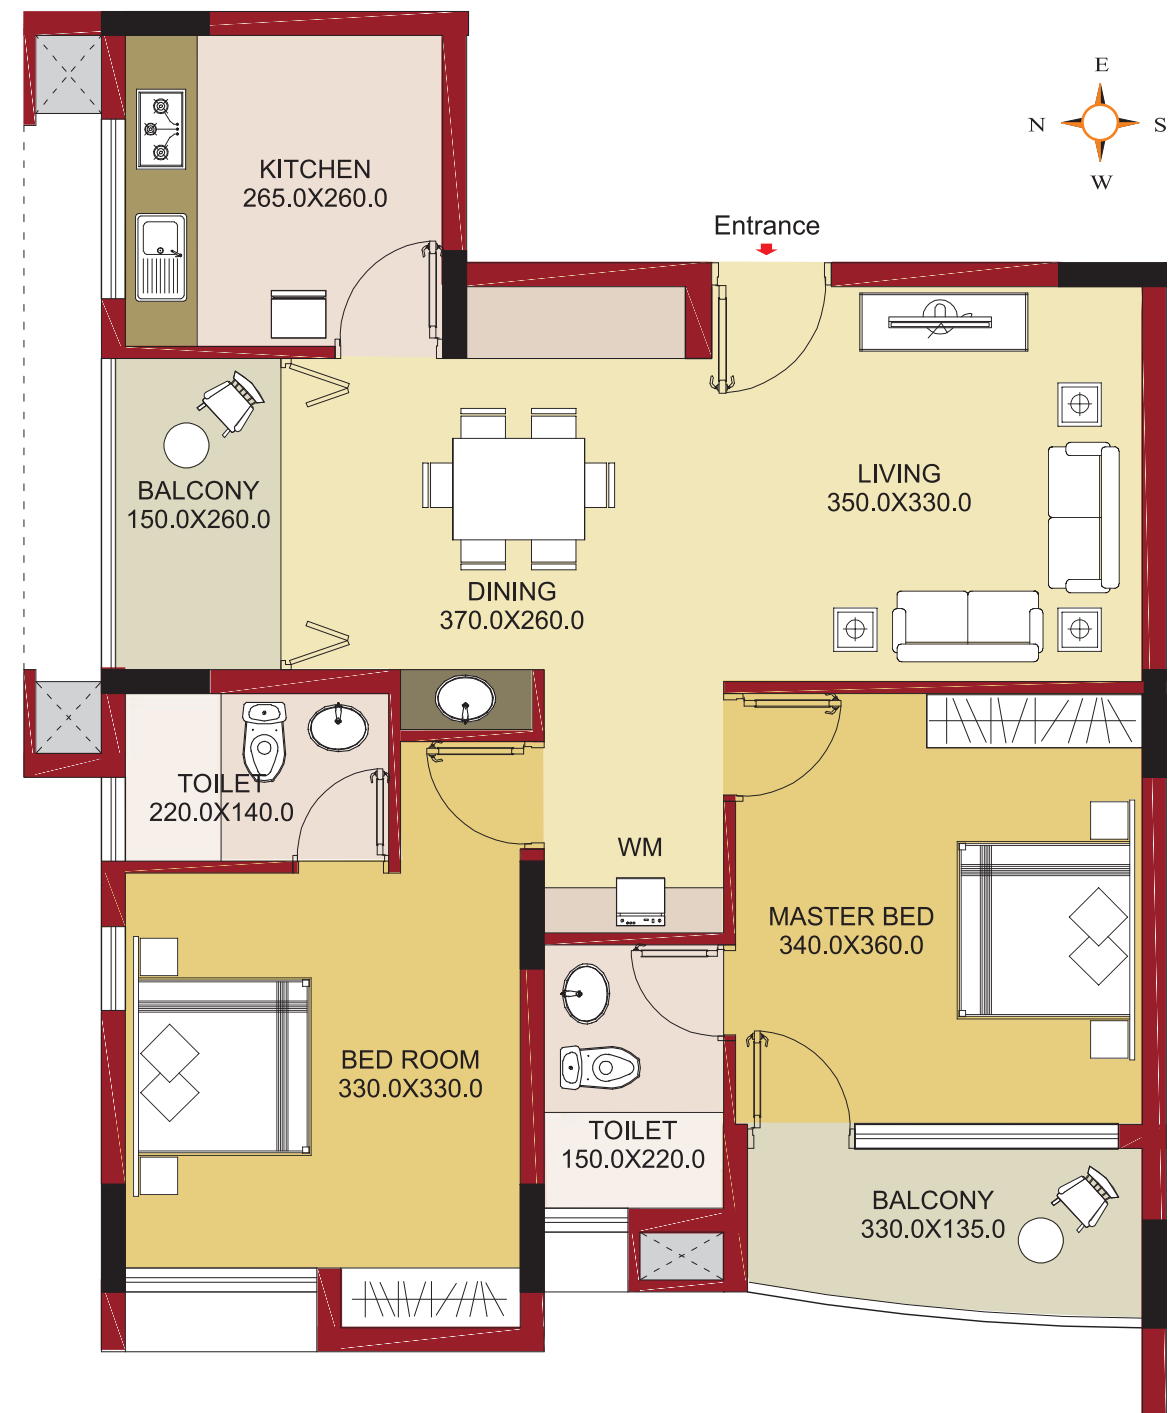 E
N
S
W
KITCHEN
265.0X260.0
Entrance
BALCONY
150.0X260.0
LIVING
350.0X330.0
DINING
370.0X260.0
TOILET
220.0X140.0
WM
MASTER BED
340.0X360.0
BED ROOM
330.0X330.0
TOILET
150.0X220.0
BALCONY
330.0X135.0